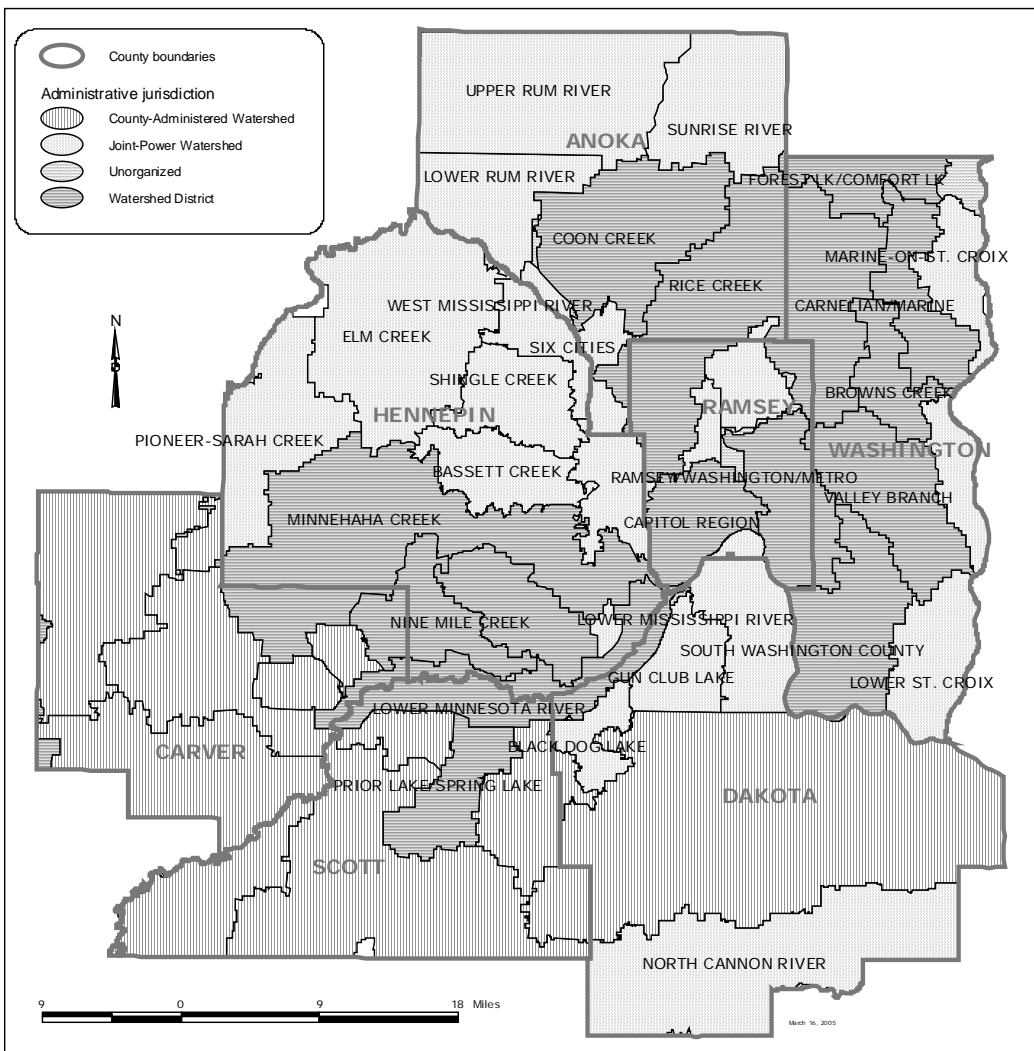 County boundaries
Administrative jurisdiction
County-Administered Watershed
Joint-Power Watershed
Unorganized
Watershed District
UPPER RUM RIVER
SUNRISE RIVER
ANOKA
LOWER RUM RIVER
FOREST LK/COMFORT LK
COON CREEK
MARINE-ON-ST. CROIX
RICE CREEK
WEST MISSISSIPPI RIVER
CARNELIAN/MARINE
N
ELM CREEK
SIX CITIES
SHINGLE CREEK
BROWNS CREEK
HENNEPIN
RAMSEY
PIONEER-SARAH CREEK
WASHINGTON
BASSETT CREEK
RAMSEY/WASHINGTON/METRO
VALLEY BRANCH
MINNEHAHA CREEK
CAPITOL REGION
NINE MILE CREEK
LOWER MISSISSIPPI RIVER
SOUTH WASHINGTON COUNTY
GUN CLUB LAKE
LOWER ST. CROIX
LOWER MINNESOTA RIVER
BLACK DOG LAKE
CARVER
PRIOR LAKE/SPRING LAKE
DAKOTA
SCOTT
NORTH CANNON RIVER
9 0 9 18 Miles
March 16, 2005